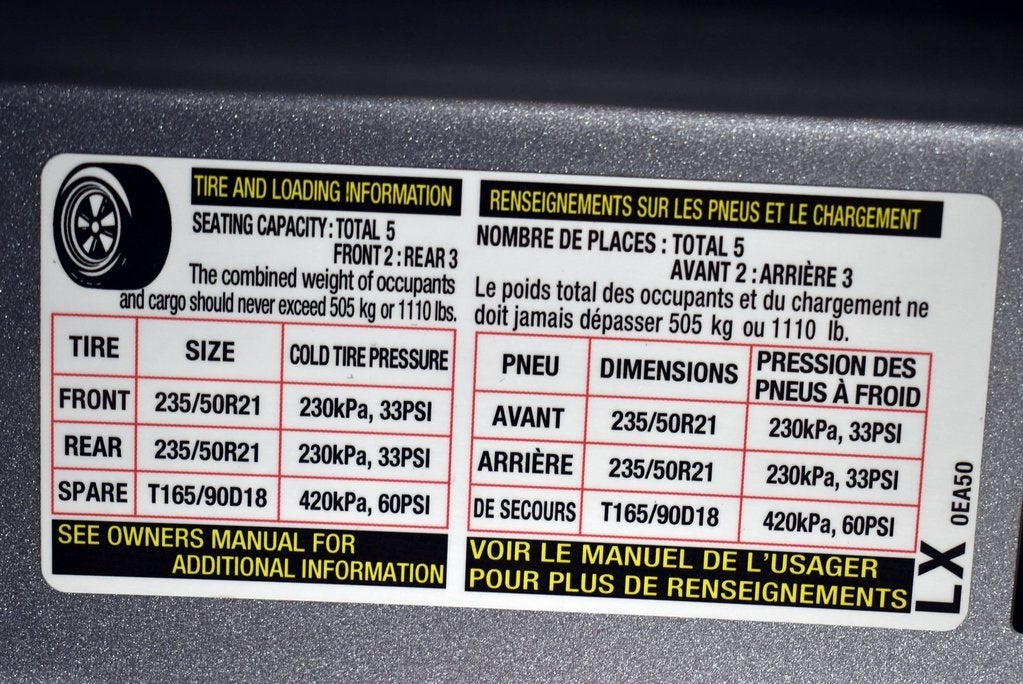 TIRE AND LOADING INFORMATION
SEATING CAPACITY: TOTAL 5
FRONT 2 : REAR 3
The combined weight of occupants
and cargo should never exceed 505 kg or 1110 lbs.
TIRE SIZE COLD TIRE PRESSURE
FRONT 235/50R21 230kPa, 33PSI
REAR 235/50R21 230kPa, 33PSI
SPARE T165/90D18 420kPa, 60PSI
SEE OWNERS MANUAL FOR
ADDITIONAL INFORMATION
RENSEIGNEMENTS SUR LES PNEUS ET LE CHARGEMENT
NOMBRE DE PLACES : TOTAL 5
AVANT 2 : ARRIÈRE 3
Le poids total des occupants et du chargement ne
doit jamais dépasser 505 kg ou 1110 lb.
PNEU DIMENSIONS PRESSION DES
PNEUS À FROID
AVANT 235/50R21 230kPa, 33PSI
ARRIÈRE 235/50R21 230kPa, 33PSI
DE SECOURS T165/90D18 420kPa, 60PSI
VOIR LE MANUEL DE L'USAGER
POUR PLUS DE RENSEIGNEMENTS
LX 0EA50